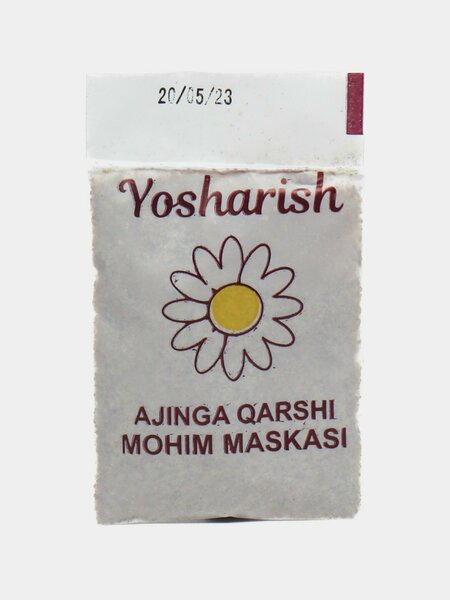 20/05/23
Yosharish
AJINGA QARSHI
MOHIM MASKASI